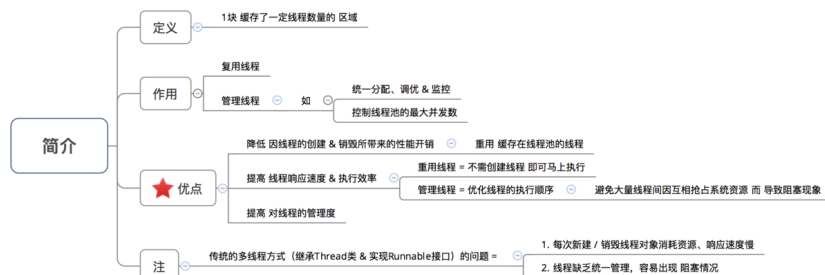 简介
定义
1块 缓存了一定线程数量的 区域
作用
复用线程
管理线程
如
统一分配、调优 & 监控
控制线程池的最大并发数
优点
降低 因线程的创建 & 销毁所带来的性能开销
重用 缓存在线程池的线程
提高 线程响应速度 & 执行效率
重用线程 = 不需创建线程 即可马上执行
管理线程 = 优化线程的执行顺序
避免大量线程间因互相抢占系统资源 而 导致阻塞现象
提高 对线程的管理度
注
传统的多线程方式（继承Thread类 & 实现Runnable接口）的问题 =
1. 每次新建 / 销毁线程对象消耗资源、响应速度慢
2. 线程缺乏统一管理，容易出现 阻塞情况